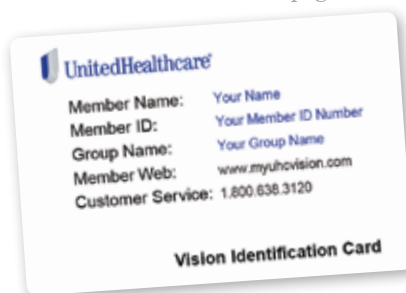 UnitedHealthcare®
Member Name: Your Name
Member ID: Your Member ID Number
Group Name: Your Group Name
Member Web: www.myuhcvision.com
Customer Service: 1.800.638.3120
Vision Identification Card